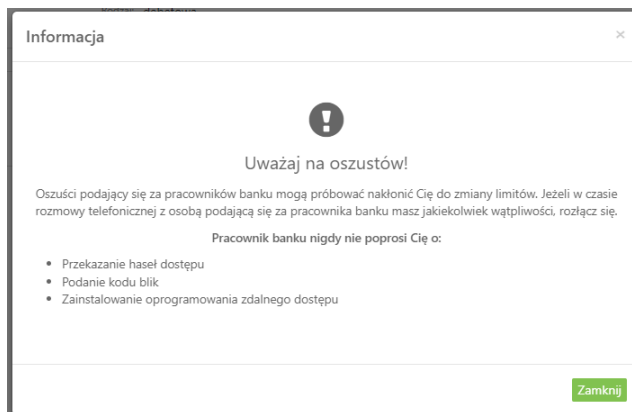 Rodzaj debetowa
Informacja
×
Uważaj na oszustów!
Oszuści podający się za pracowników banku mogą próbować nakłonić Cię do zmiany limitów. Jeżeli w czasie
rozmowy telefonicznej z osobą podającą się za pracownika banku masz jakiekolwiek wątpliwości, rozłącz się.
Pracownik banku nigdy nie poprosi Cię o:
• Przekazanie haseł dostępu
• Podanie kodu blik
• Zainstalowanie oprogramowania zdalnego dostępu
Zamknij